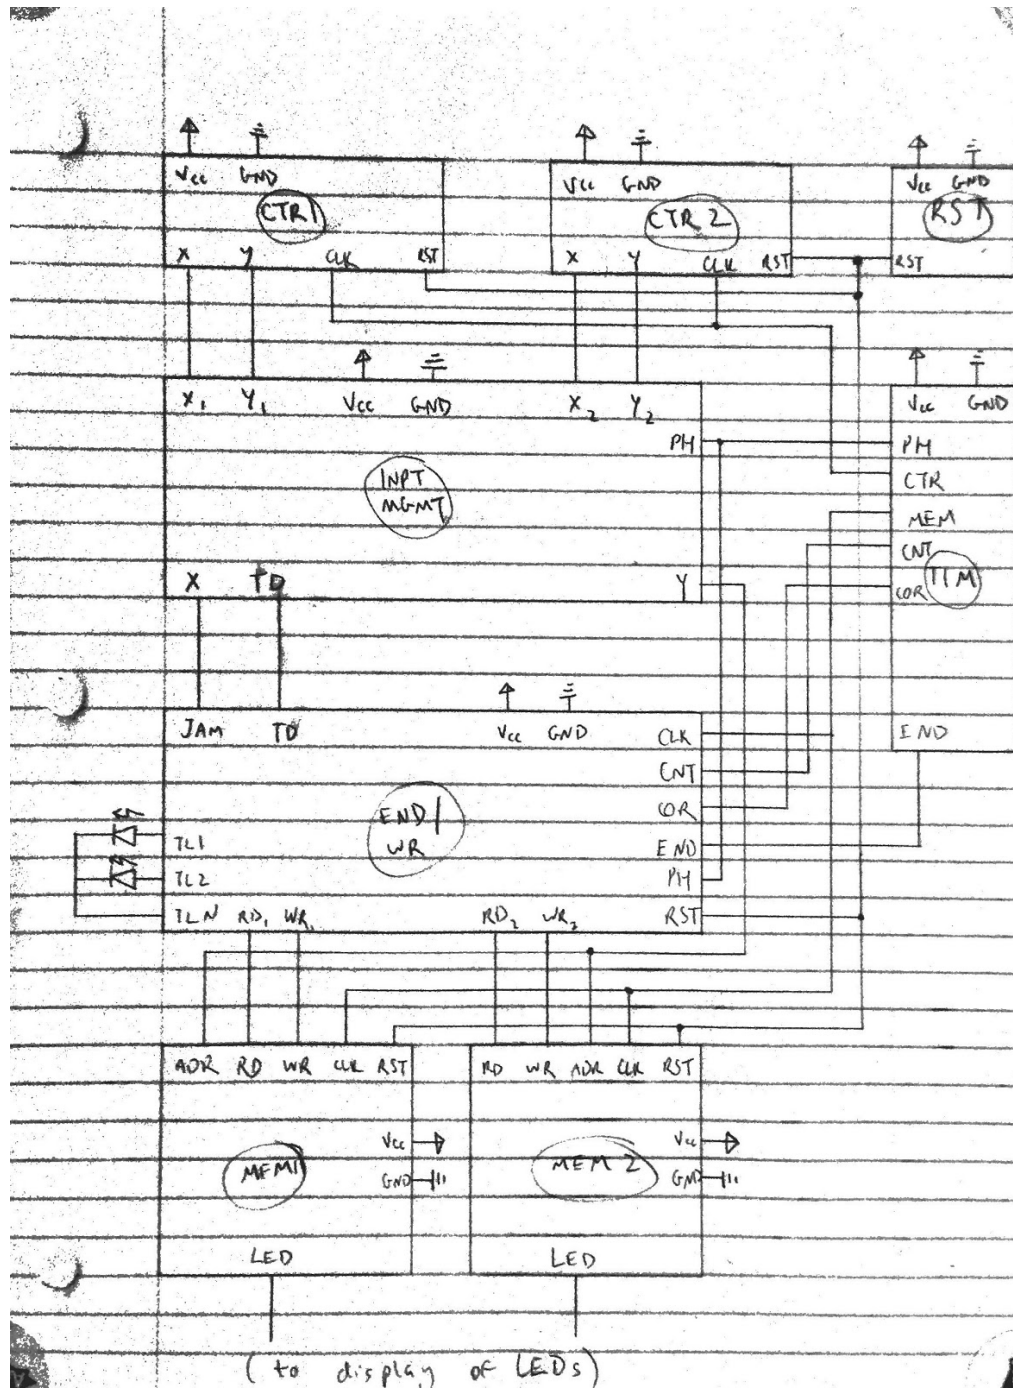 Vcc GND Vcc GND Vcc GND
CTR 1 CTR 2 RST
X Y CLK RST X Y CLK RST RST
X1 Y1 Vcc GND X2 Y2 Vcc GND
PH PH
INPT CTR
MGMT MEM
CNT
TIM
X TD Y COR
JAM TD Vcc GND CLK END
CNT
END/ COR
WR
TL1 END
TL2 PH
TLN RD1 WR1 RD2 WR2 RST
ADR RD WR CLK RST RD WR ADR CLK RST
Vcc Vcc
MEM1 MEM 2
GND GND
LED LED
(to display of LEDs)